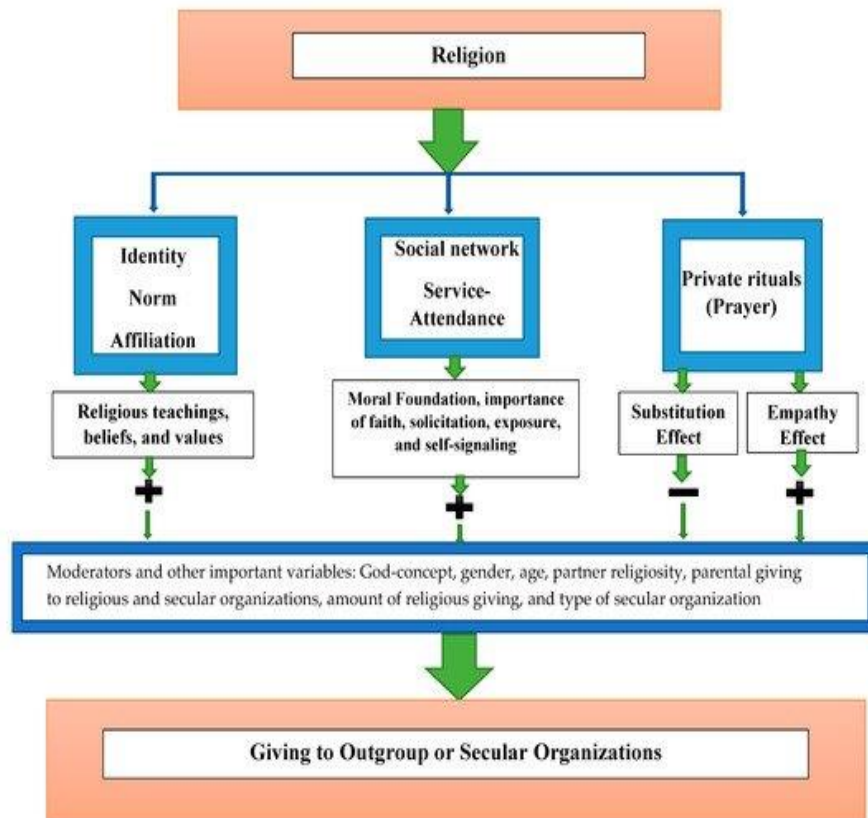 Religion
Identity
Norm
Affiliation
Social network
Service-
Attendance
Private rituals
(Prayer)
Religious teachings,
beliefs, and values
Moral Foundation, importance
of faith, solicitation, exposure,
and self-signaling
Substitution
Effect
Empathy
Effect
+
+
−
+
Moderators and other important variables: God-concept, gender, age, partner religiosity, parental giving
to religious and secular organizations, amount of religious giving, and type of secular organization
Giving to Outgroup or Secular Organizations